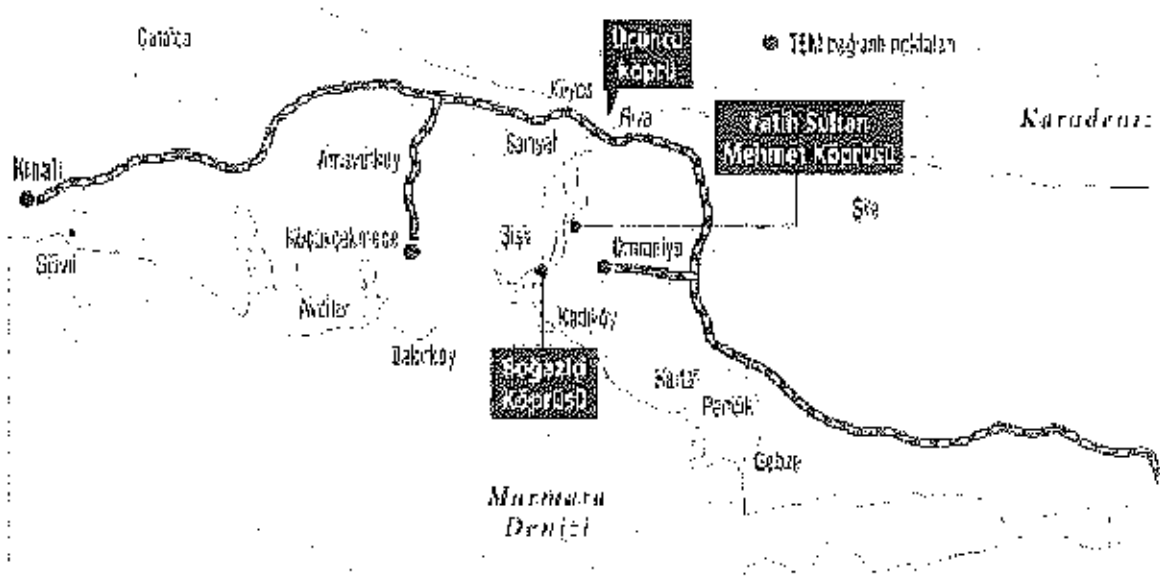 Çatalca
Üçüncü
Köprü
TEM bağlantı noktaları
Kilyos
Riva
Karadeniz
Fatih Sultan
Mehmet Köprüsü
Sarıyer
Arnavutköy
Kınalı
Küçükçekmece
Şişli
Ümraniye
Şile
Silivri
Avcılar
Kadıköy
Bakırköy
Boğaziçi
Köprüsü
Kartal
Pendik
Gebze
Marmara
Denizi